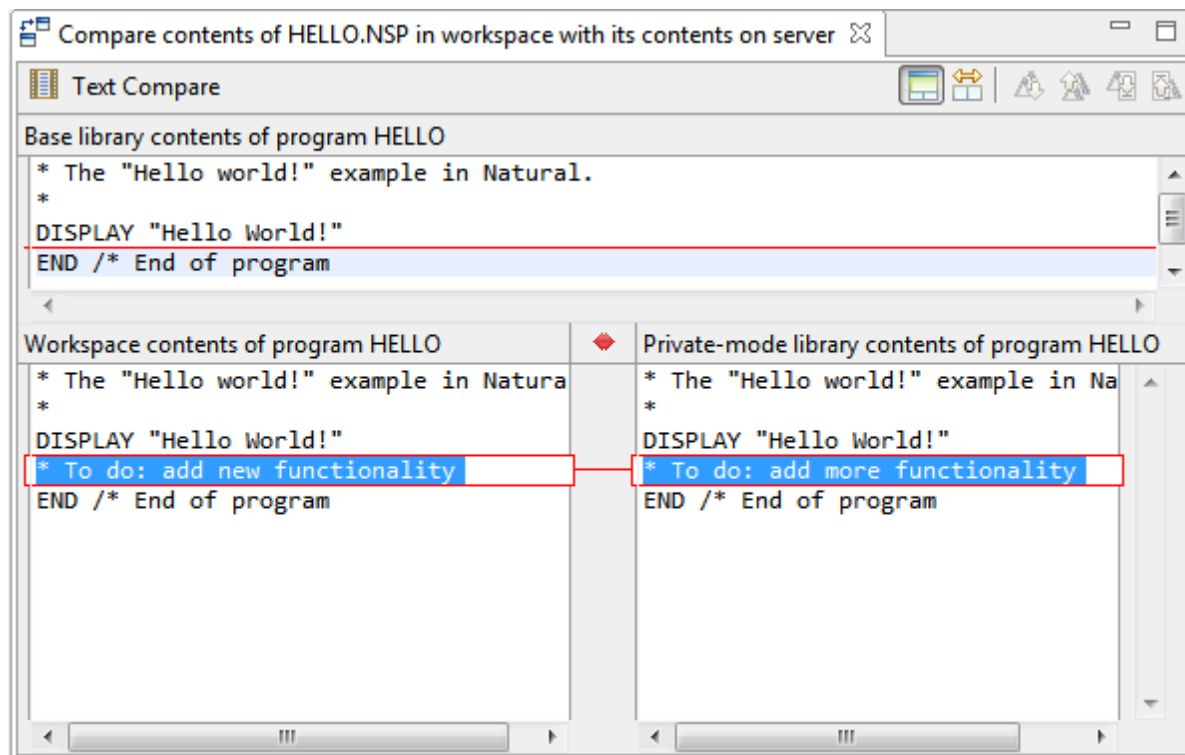 Compare contents of HELLO.NSP in workspace with its contents on server
Text Compare
Base library contents of program HELLO
* The "Hello world!" example in Natural.
*
DISPLAY "Hello World!"
END /* End of program
Workspace contents of program HELLO
* The "Hello world!" example in Natura
*
DISPLAY "Hello World!"
* To do: add new functionality
END /* End of program
Private-mode library contents of program HELLO
* The "Hello world!" example in Na
*
DISPLAY "Hello World!"
* To do: add more functionality
END /* End of program